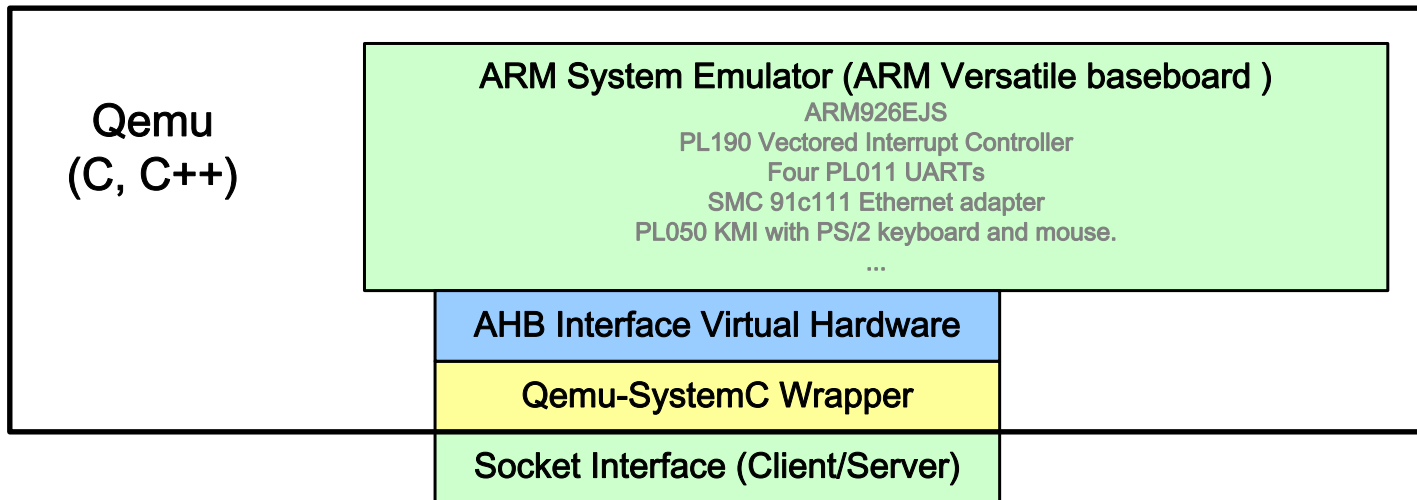 ARM System Emulator (ARM Versatile baseboard )
ARM926EJS
PL190 Vectored Interrupt Controller
Four PL011 UARTs
SMC 91c111 Ethernet adapter
PL050 KMI with PS/2 keyboard and mouse.
...
Qemu
(C, C++)
AHB Interface Virtual Hardware
Qemu-SystemC Wrapper
Socket Interface (Client/Server)